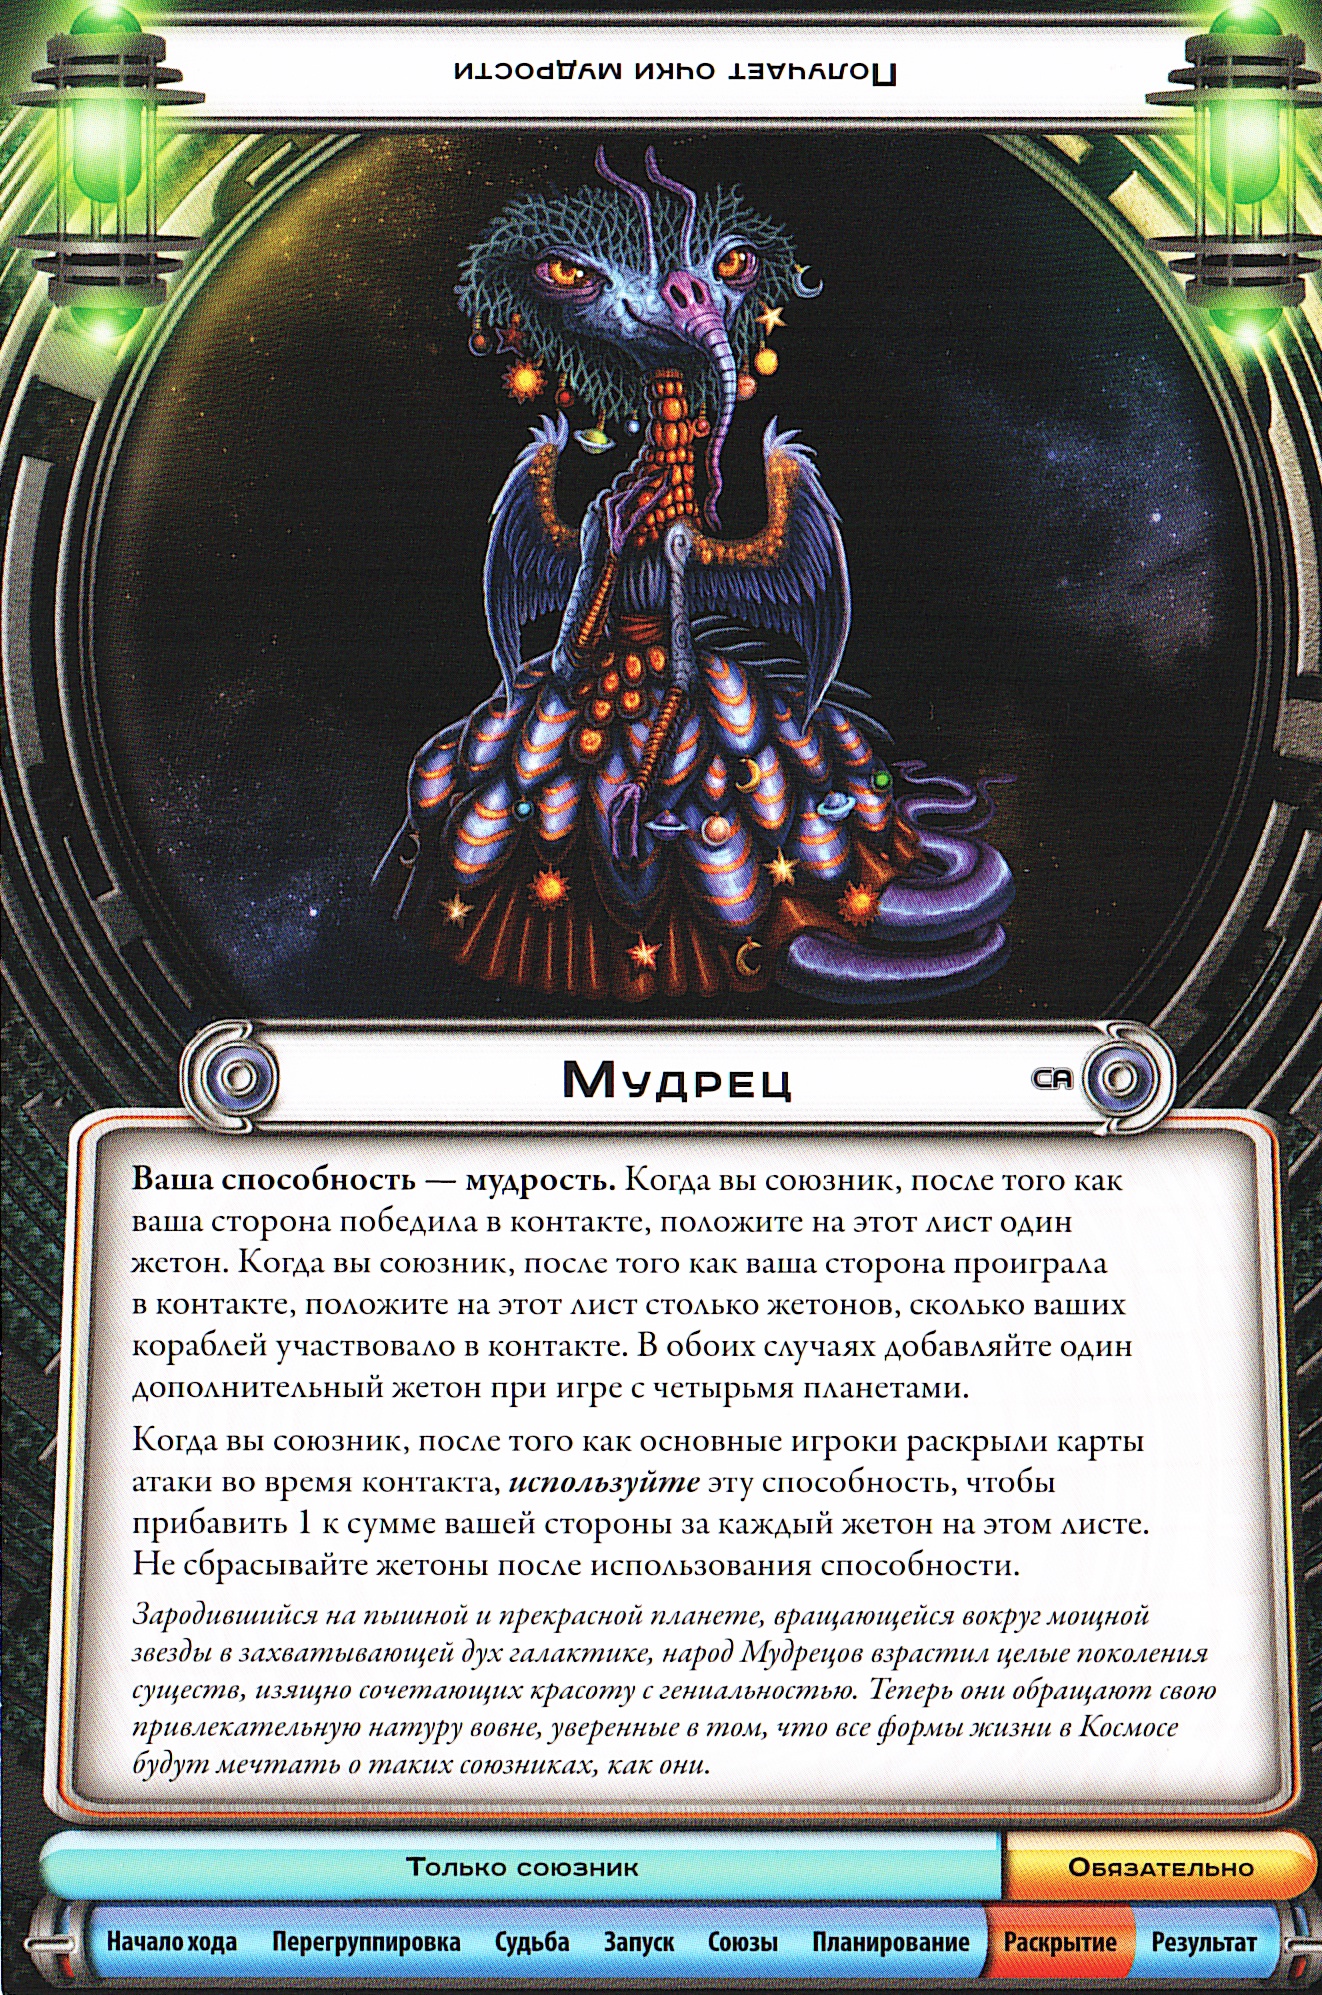 Получает очки мудрости
Мудрец
CA
Ваша способность — мудрость. Когда вы союзник, после того как
ваша сторона победила в контакте, положите на этот лист один
жетон. Когда вы союзник, после того как ваша сторона проиграла
в контакте, положите на этот лист столько жетонов, сколько ваших
кораблей участвовало в контакте. В обоих случаях добавляйте один
дополнительный жетон при игре с четырьмя планетами.
Когда вы союзник, после того как основные игроки раскрыли карты
атаки во время контакта, используйте эту способность, чтобы
прибавить 1 к сумме вашей стороны за каждый жетон на этом листе.
Не сбрасывайте жетоны после использования способности.
Зародившийся на пышной и прекрасной планете, вращающейся вокруг мощной
звезды в захватывающей дух галактике, народ Мудрецов взрастил целые поколения
существ, изящно сочетающих красоту с гениальностью. Теперь они обращают свою
привлекательную натуру вовне, уверенные в том, что все формы жизни в Космосе
будут мечтать о таких союзниках, как они.
Только союзник Обязательно
Начало хода Перегруппировка Судьба Запуск Союзы Планирование Раскрытие Результат